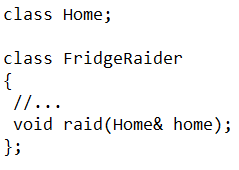 class Home;

class FridgeRaider
{
 //...
 void raid(Home& home);
};